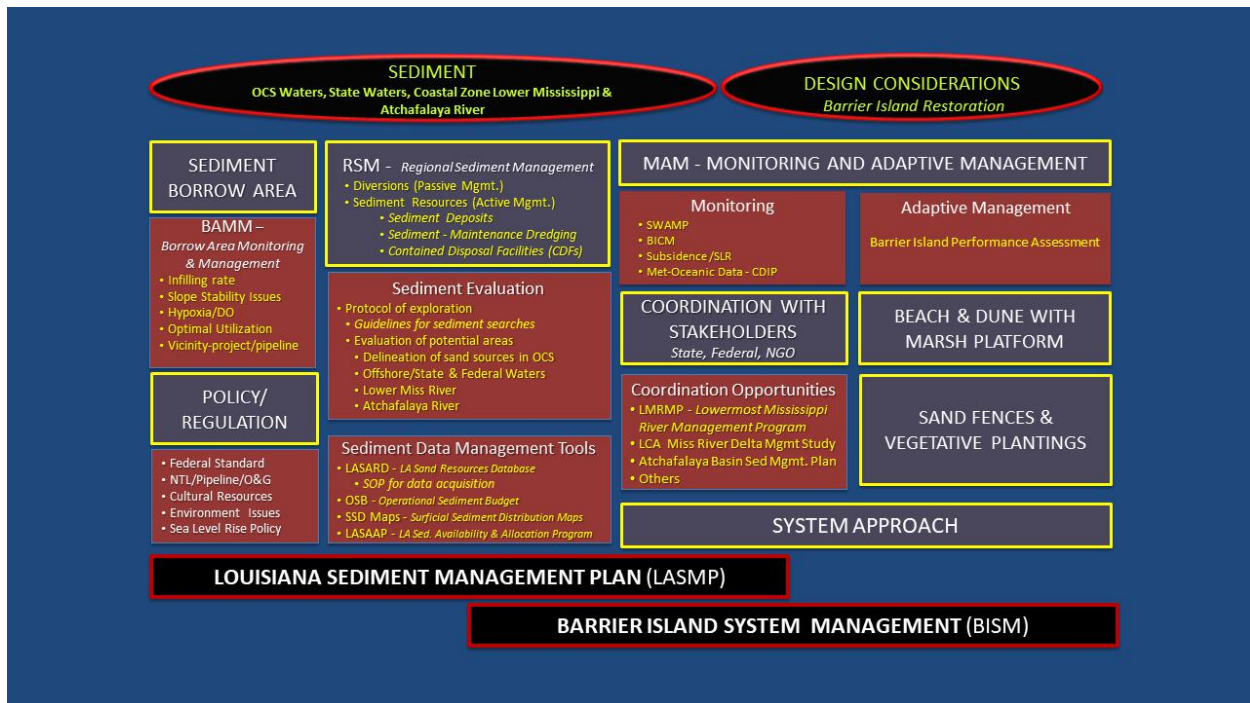 SEDIMENT
OCS Waters, State Waters, Coastal Zone Lower Mississippi &
Atchafalaya River
DESIGN CONSIDERATIONS
Barrier Island Restoration
SEDIMENT
BORROW AREA
BAMM –
Borrow Area Monitoring
& Management
• Infilling rate
• Slope Stability Issues
• Hypoxia/DO
• Optimal Utilization
• Vicinity-project/pipeline
POLICY/
REGULATION
• Federal Standard
• NTL/Pipeline/O&G
• Cultural Resources
• Environment Issues
• Sea Level Rise Policy
RSM - Regional Sediment Management
• Diversions (Passive Mgmt.)
• Sediment Resources (Active Mgmt.)
• Sediment Deposits
• Sediment - Maintenance Dredging
• Contained Disposal Facilities (CDFs)
Sediment Evaluation
• Protocol of exploration
• Guidelines for sediment searches
• Evaluation of potential areas
• Delineation of sand sources in OCS
• Offshore/State & Federal Waters
• Lower Miss River
• Atchafalaya River
Sediment Data Management Tools
• LASARD - LA Sand Resources Database
• SOP for data acquisition
• OSB - Operational Sediment Budget
• SSD Maps - Surficial Sediment Distribution Maps
• LASAAP - LA Sed. Availability & Allocation Program
MAM - MONITORING AND ADAPTIVE MANAGEMENT
Monitoring
• SWAMP
• BICM
• Subsidence /SLR
• Met-Oceanic Data - CDIP
Adaptive Management
Barrier Island Performance Assessment
COORDINATION WITH
STAKEHOLDERS
State, Federal, NGO
BEACH & DUNE WITH
MARSH PLATFORM
Coordination Opportunities
• LMRMP - Lowermost Mississippi
River Management Program
• LCA Miss River Delta Mgmt Study
• Atchafalaya Basin Sed Mgmt. Plan
• Others
SAND FENCES &
VEGETATIVE PLANTINGS
SYSTEM APPROACH
LOUISIANA SEDIMENT MANAGEMENT PLAN (LASMP)
BARRIER ISLAND SYSTEM MANAGEMENT (BISM)